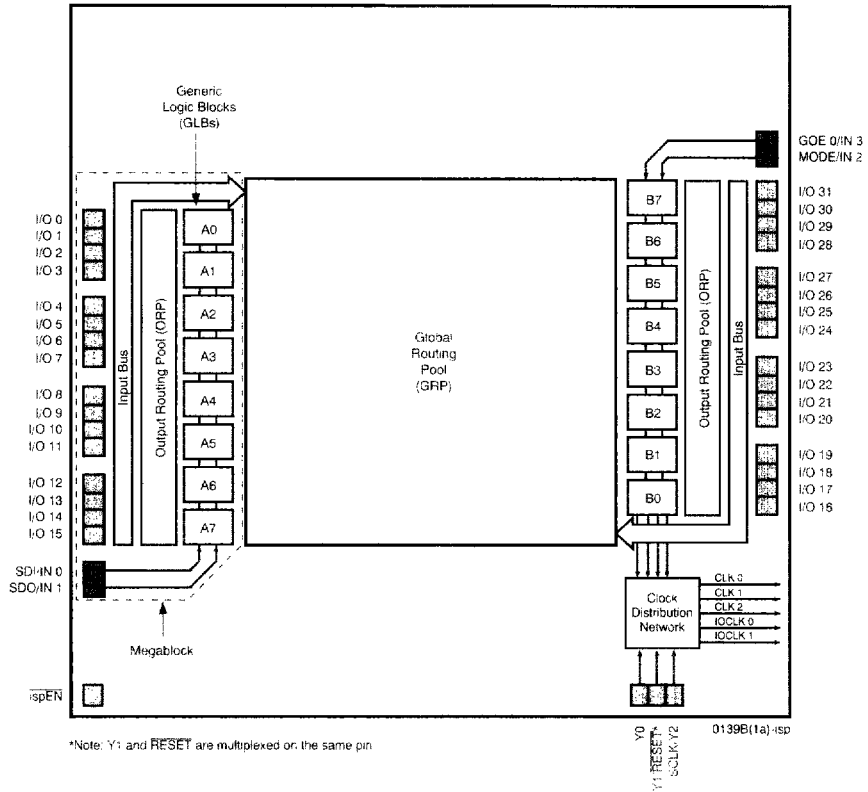 Generic
Logic Blocks
(GLBs)
GOE 0/IN 3
MODE/IN 2
I/O 0
I/O 1
I/O 2
I/O 3
I/O 4
I/O 5
I/O 6
I/O 7
I/O 8
I/O 9
I/O 10
I/O 11
I/O 12
I/O 13
I/O 14
I/O 15
SDI/IN 0
SDO/IN 1
Input Bus
Output Routing Pool (ORP)
A0
A1
A2
A3
A4
A5
A6
A7
Global
Routing
Pool
(GRP)
B7
B6
B5
B4
B3
B2
B1
B0
Output Routing Pool (ORP)
Input Bus
I/O 31
I/O 30
I/O 29
I/O 28
I/O 27
I/O 26
I/O 25
I/O 24
I/O 23
I/O 22
I/O 21
I/O 20
I/O 19
I/O 18
I/O 17
I/O 16
Clock
Distribution
Network
CLK 0
CLK 1
CLK 2
IOCLK 0
IOCLK 1
Megablock
ispEN
Y0
Y1/RESET*
SCLK/Y2
0139B(1a)-isp
*Note: Y1 and RESET are multiplexed on the same pin